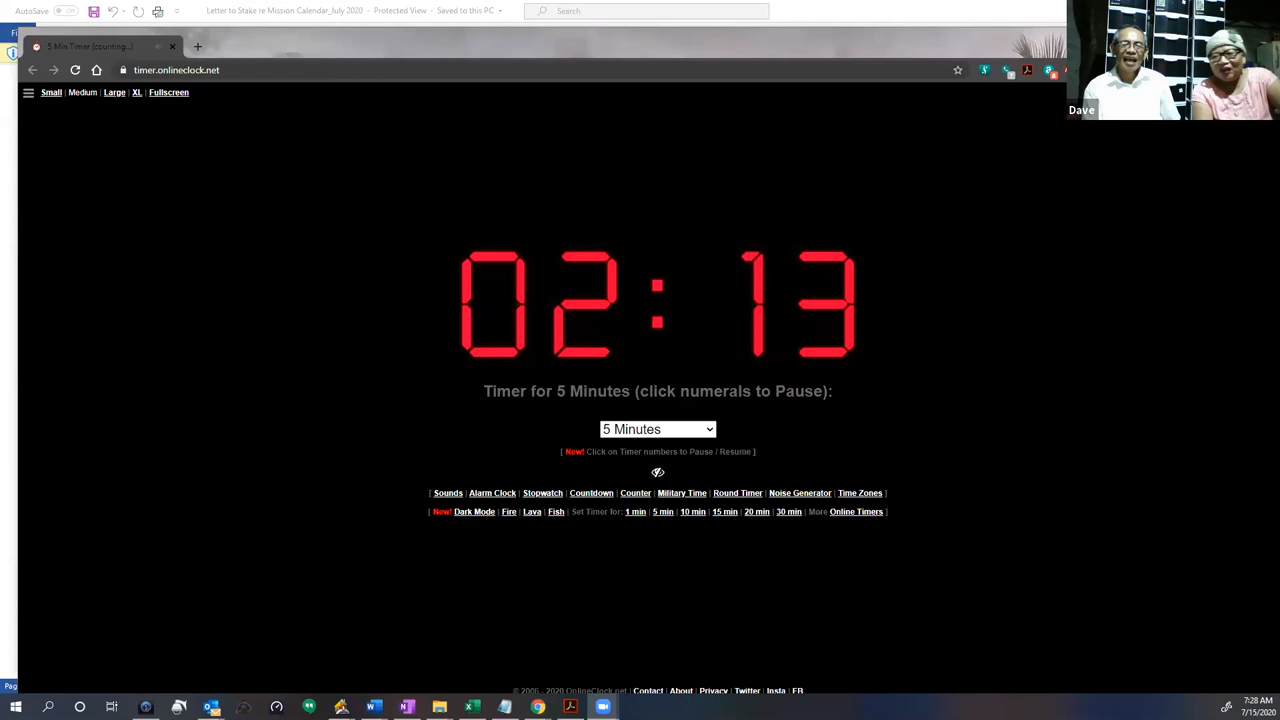 AutoSave Off Letter to Stake re Mission Calendar_July 2020 - Protected View - Saved to this PC Search
Fi
5 Min Timer (counting...)
timer.onlineclock.net
Small | Medium | Large | XL | Fullscreen
Dave
02:13
Timer for 5 Minutes (click numerals to Pause):
5 Minutes
[ New! Click on Timer numbers to Pause / Resume ]
[ Sounds | Alarm Clock | Stopwatch | Countdown | Counter | Military Time | Round Timer | Noise Generator | Time Zones ]
[ New! Dark Mode | Fire | Lava | Fish | Set Timer for: 1 min | 5 min | 10 min | 15 min | 20 min | 30 min | More Online Timers ]
Pag
© 2006 - 2020 OnlineClock.net | Contact | About | Privacy | Twitter | Insta | FB
7:28 AM
7/15/2020